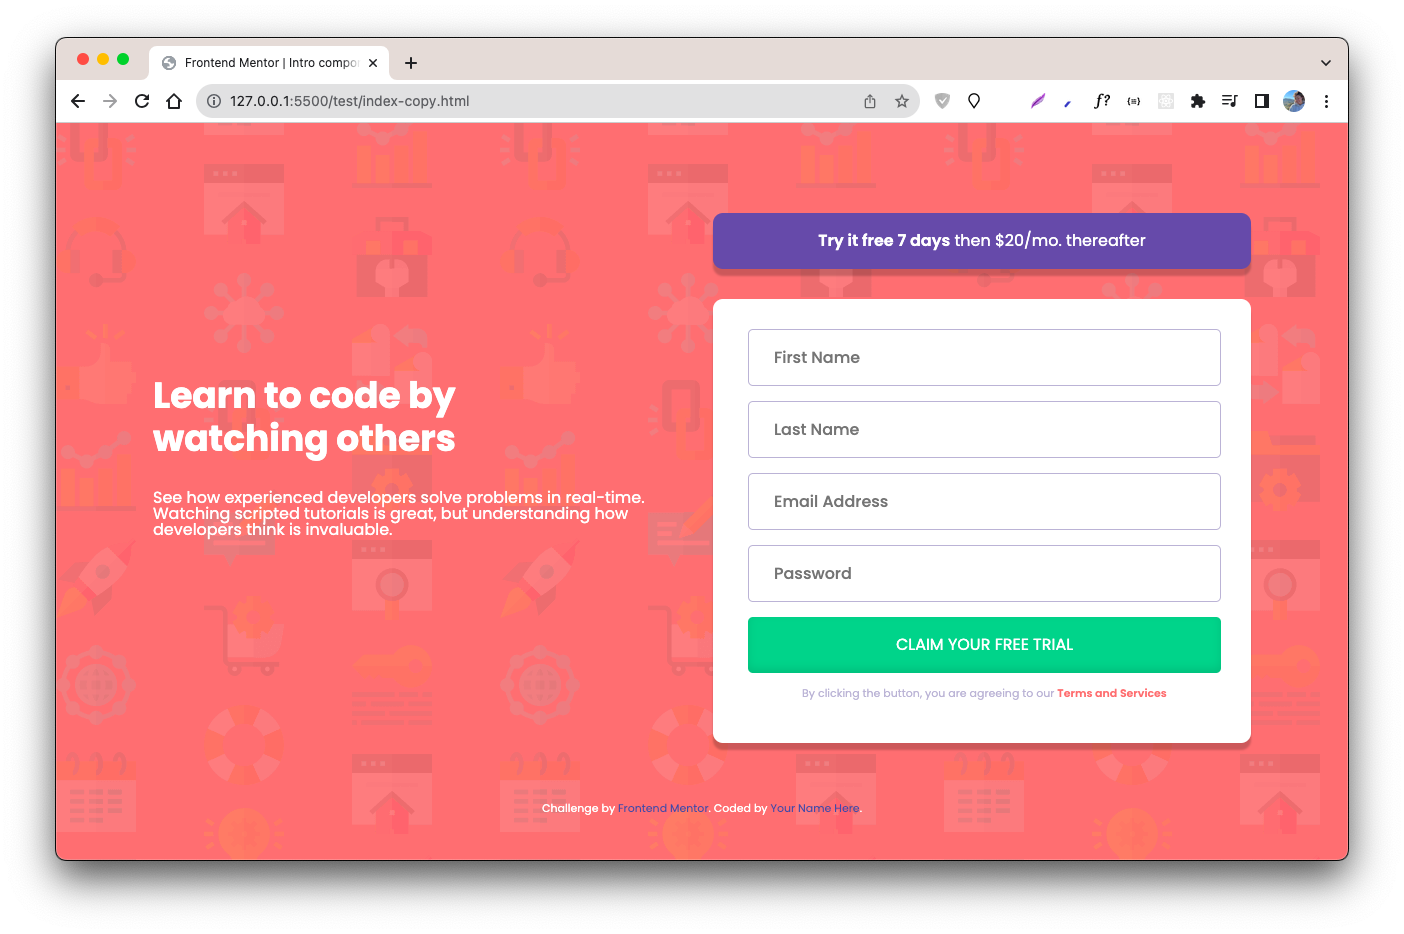 Frontend Mentor | Intro compo
127.0.0.1:5500/test/index-copy.html
f?
Try it free 7 days then $20/mo. thereafter
Learn to code by
watching others
See how experienced developers solve problems in real-time.
Watching scripted tutorials is great, but understanding how
developers think is invaluable.
First Name
Last Name
Email Address
Password
CLAIM YOUR FREE TRIAL
By clicking the button, you are agreeing to our Terms and Services
Challenge by Frontend Mentor. Coded by Your Name Here.